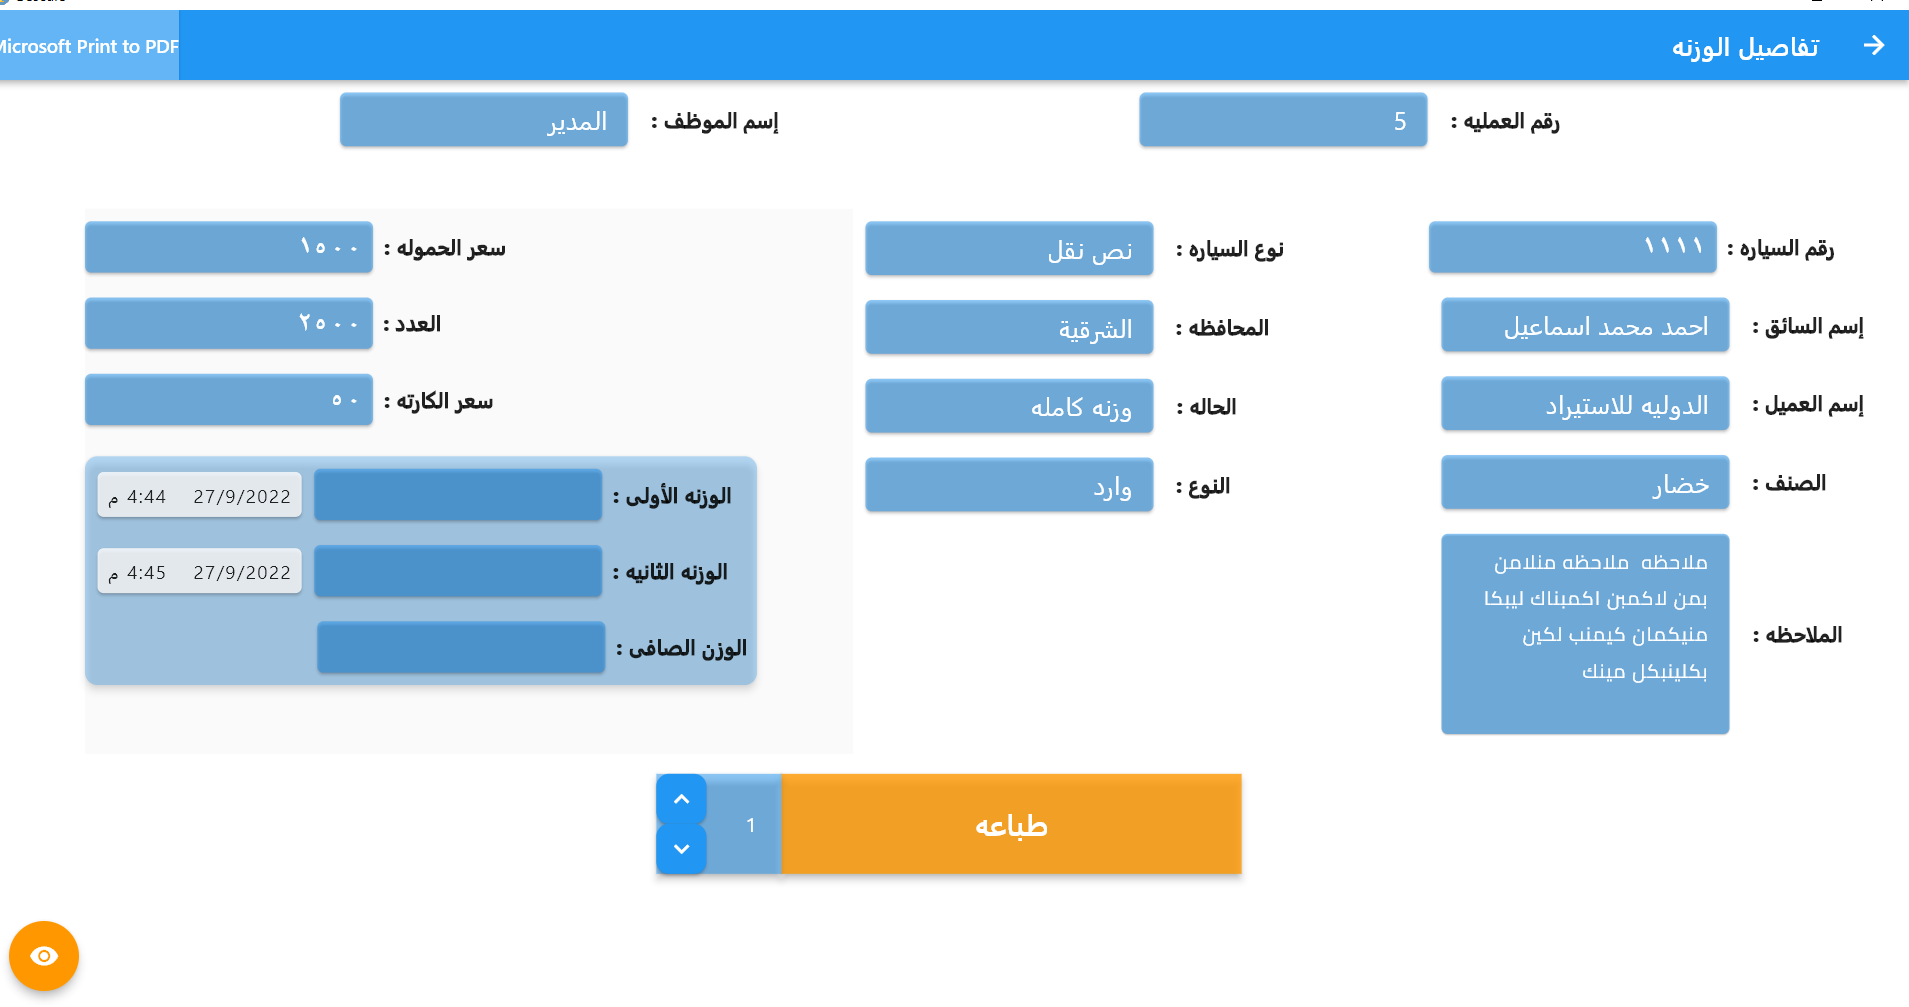 تفاصيل الوزنه
Microsoft Print to PDF
رقم العمليه : 5
إسم الموظف : المدير
رقم السياره : ١١١١
إسم السائق : احمد محمد اسماعيل
إسم العميل : الدوليه للاستيراد
الصنف : خضار
الملاحظه :
ملاحظه ملاحظه منلامن
بمن لاكمبن اكمبناك ليبكا
منيكمان كيمنب لكين
بكلينبكل مينك
نوع السياره : نص نقل
المحافظه : الشرقية
الحاله : وزنه كامله
النوع : وارد
سعر الحموله : ١٥٠٠
العدد : ٢٥٠٠
سعر الكارته : ٥٠
الوزنه الأولى : 27/9/2022 4:44 م
الوزنه الثانيه : 27/9/2022 4:45 م
الوزن الصافى :
طباعه
1